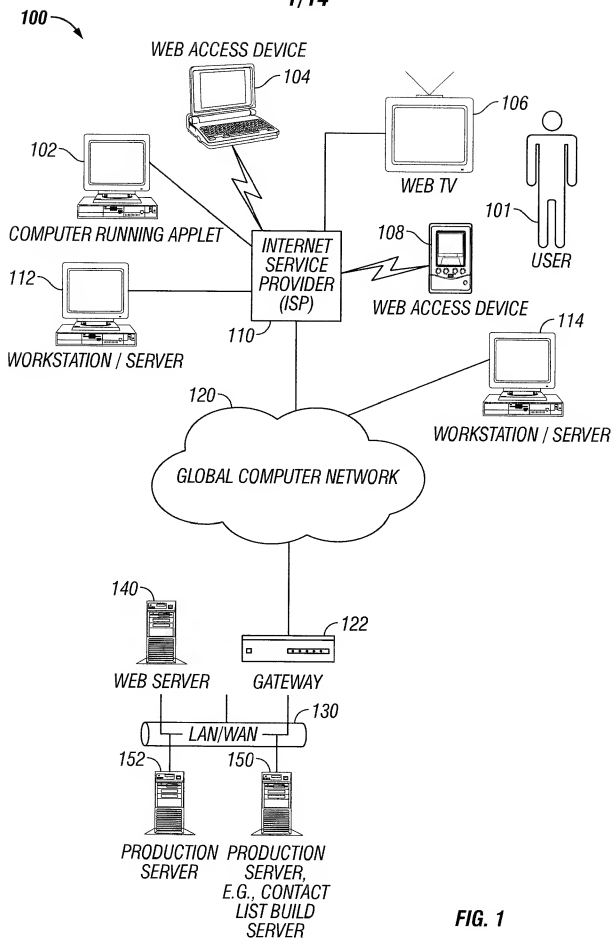 1/14
100
WEB ACCESS DEVICE
104
106
102
WEB TV
101
COMPUTER RUNNING APPLET
INTERNET
SERVICE
PROVIDER
(ISP)
108
USER
112
110
WEB ACCESS DEVICE
114
WORKSTATION / SERVER
120
WORKSTATION / SERVER
GLOBAL COMPUTER NETWORK
140
122
WEB SERVER
GATEWAY
130
LAN/WAN
152
150
PRODUCTION
SERVER
PRODUCTION
SERVER,
E.G., CONTACT
LIST BUILD
SERVER
FIG. 1